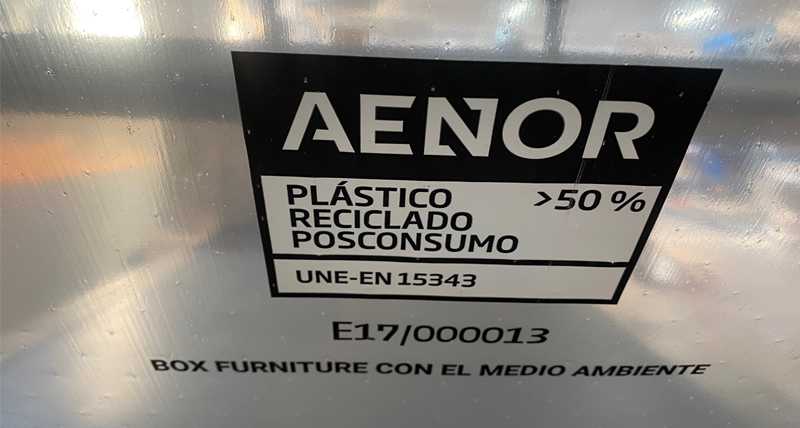 AENOR
PLÁSTICO >50 %
RECICLADO
POSCONSUMO
UNE-EN 15343
E17/000013
BOX FURNITURE CON EL MEDIO AMBIENTE